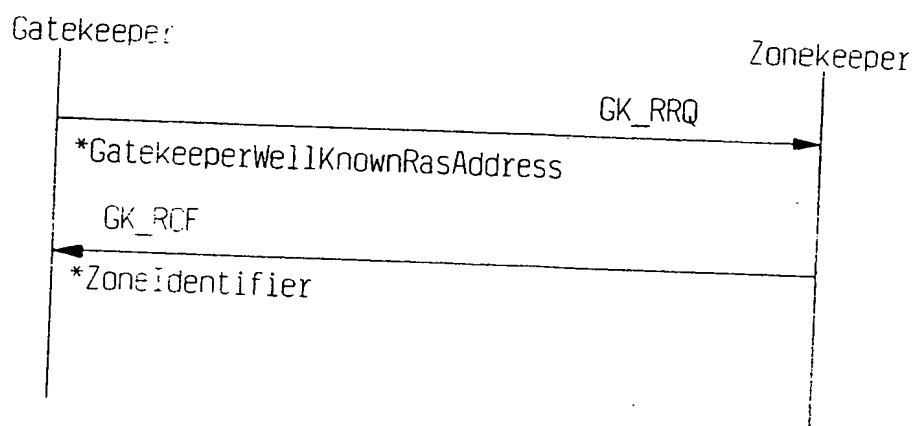 Gatekeeper
Zonekeeper
GK_RRQ
*GatekeeperWellKnownRasAddress
GK_RCF
*ZoneIdentifier